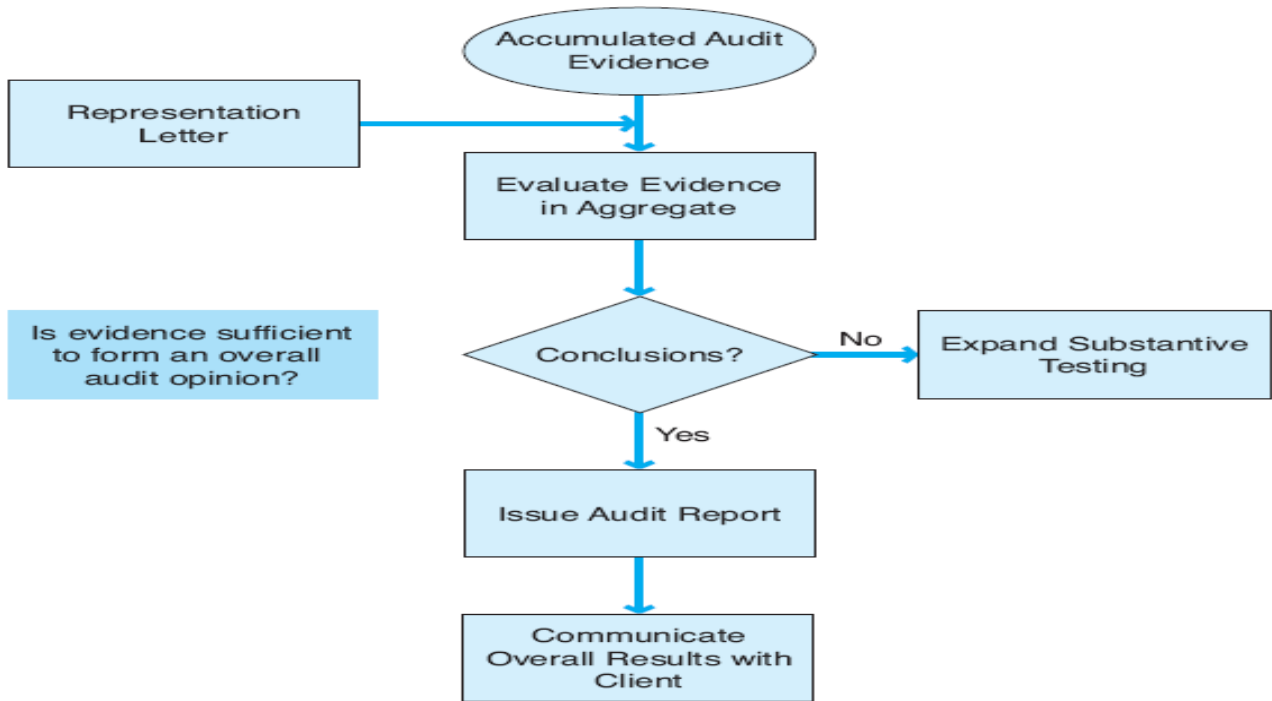 Accumulated Audit
Evidence
Representation
Letter
Evaluate Evidence
in Aggregate
Is evidence sufficient
to form an overall
audit opinion?
Conclusions?
No
Expand Substantive
Testing
Yes
Issue Audit Report
Communicate
Overall Results with
Client